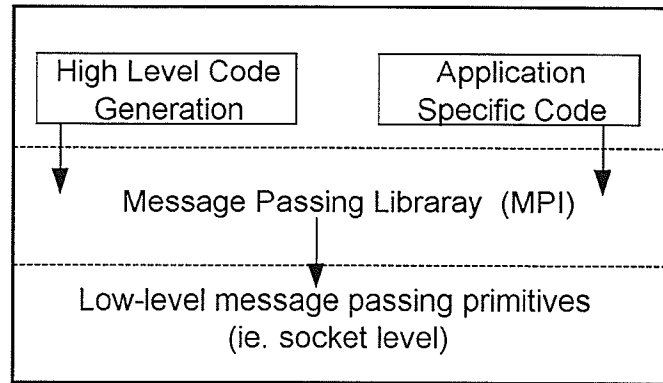 High Level Code
Generation
Application
Specific Code
Message Passing Libraray (MPI)
Low-level message passing primitives
(ie. socket level)